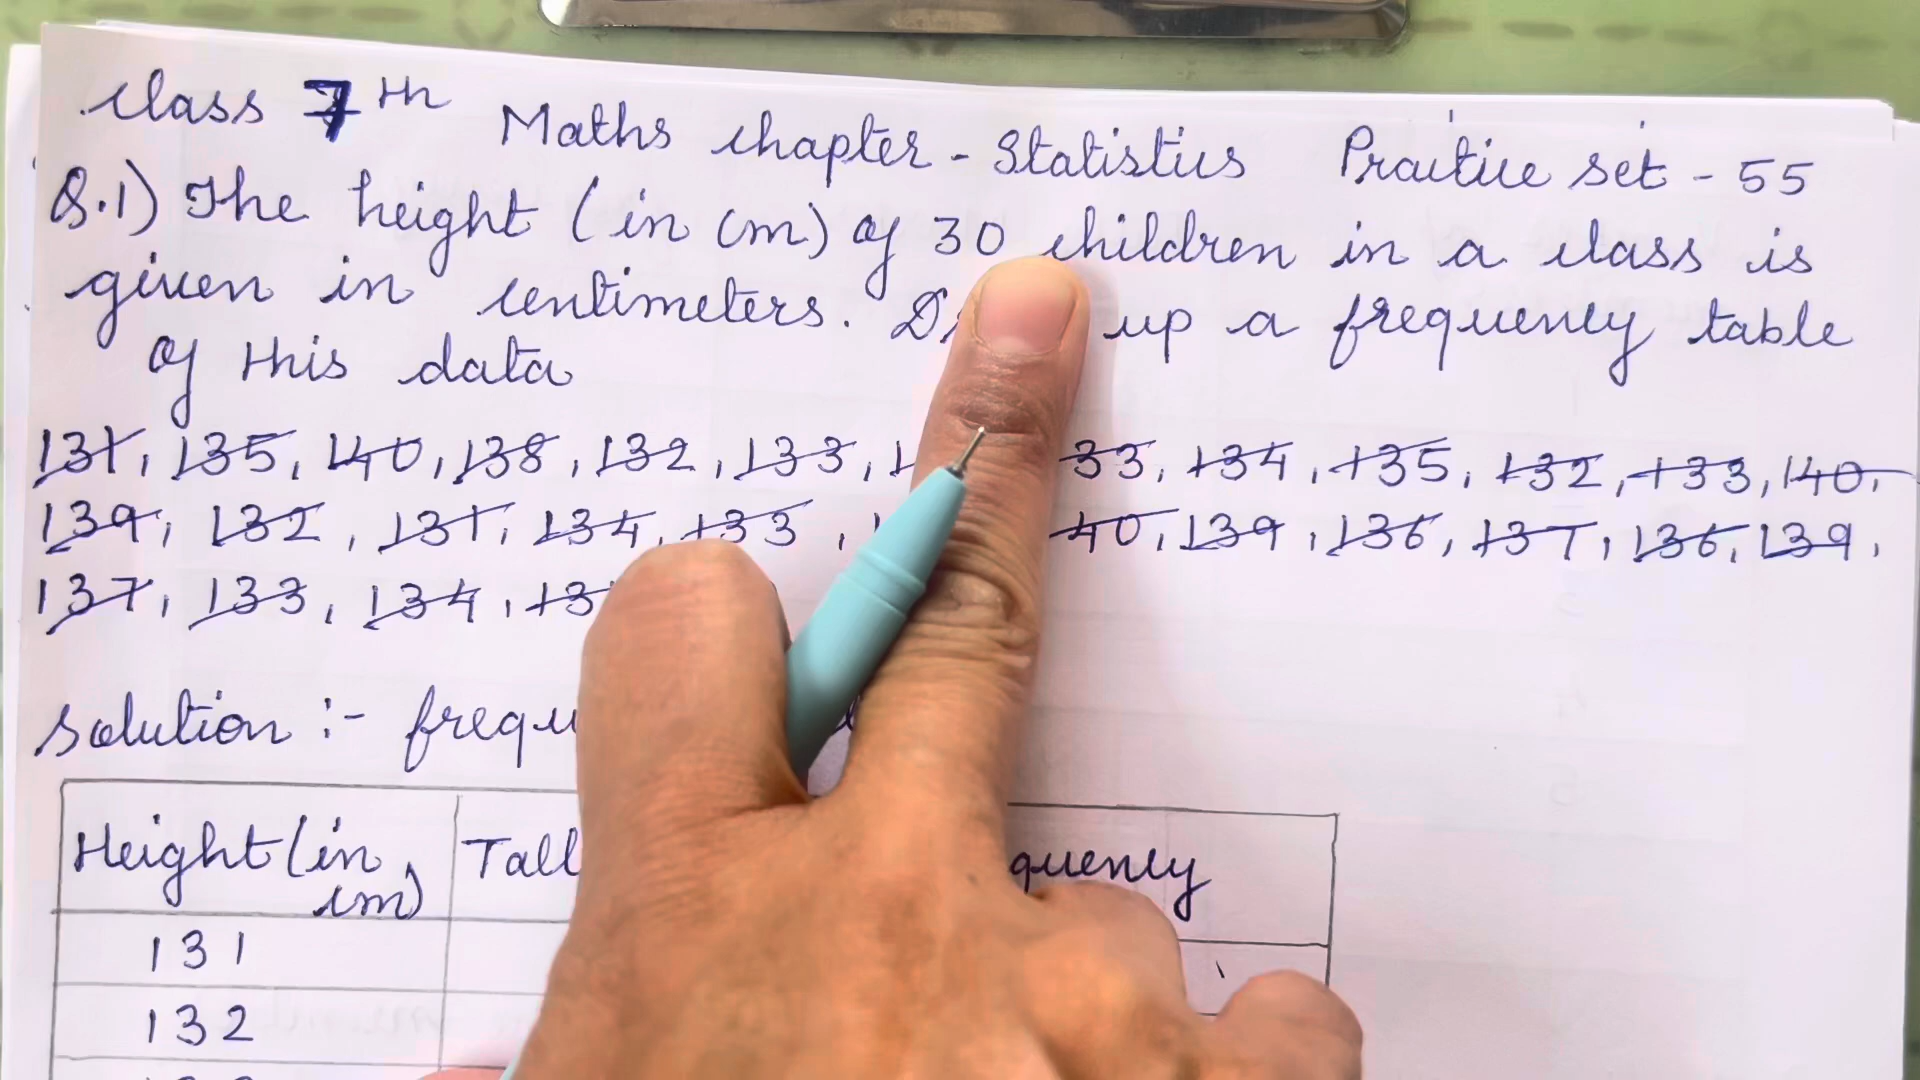 Class 7th Maths Chapter - Statistics Practice set - 55
Q.1) The height (in cm) of 30 children in a class is
given in centimeters. up a frequency table
of this data
131, 135, 140, 138, 132, 133, 33, 134, 135, 132, 133, 140,
139, 132, 131, 134, 133, 40, 139, 136, 137, 136, 139,
137, 133, 134,
Solution :-
Height (in cm)
131
132